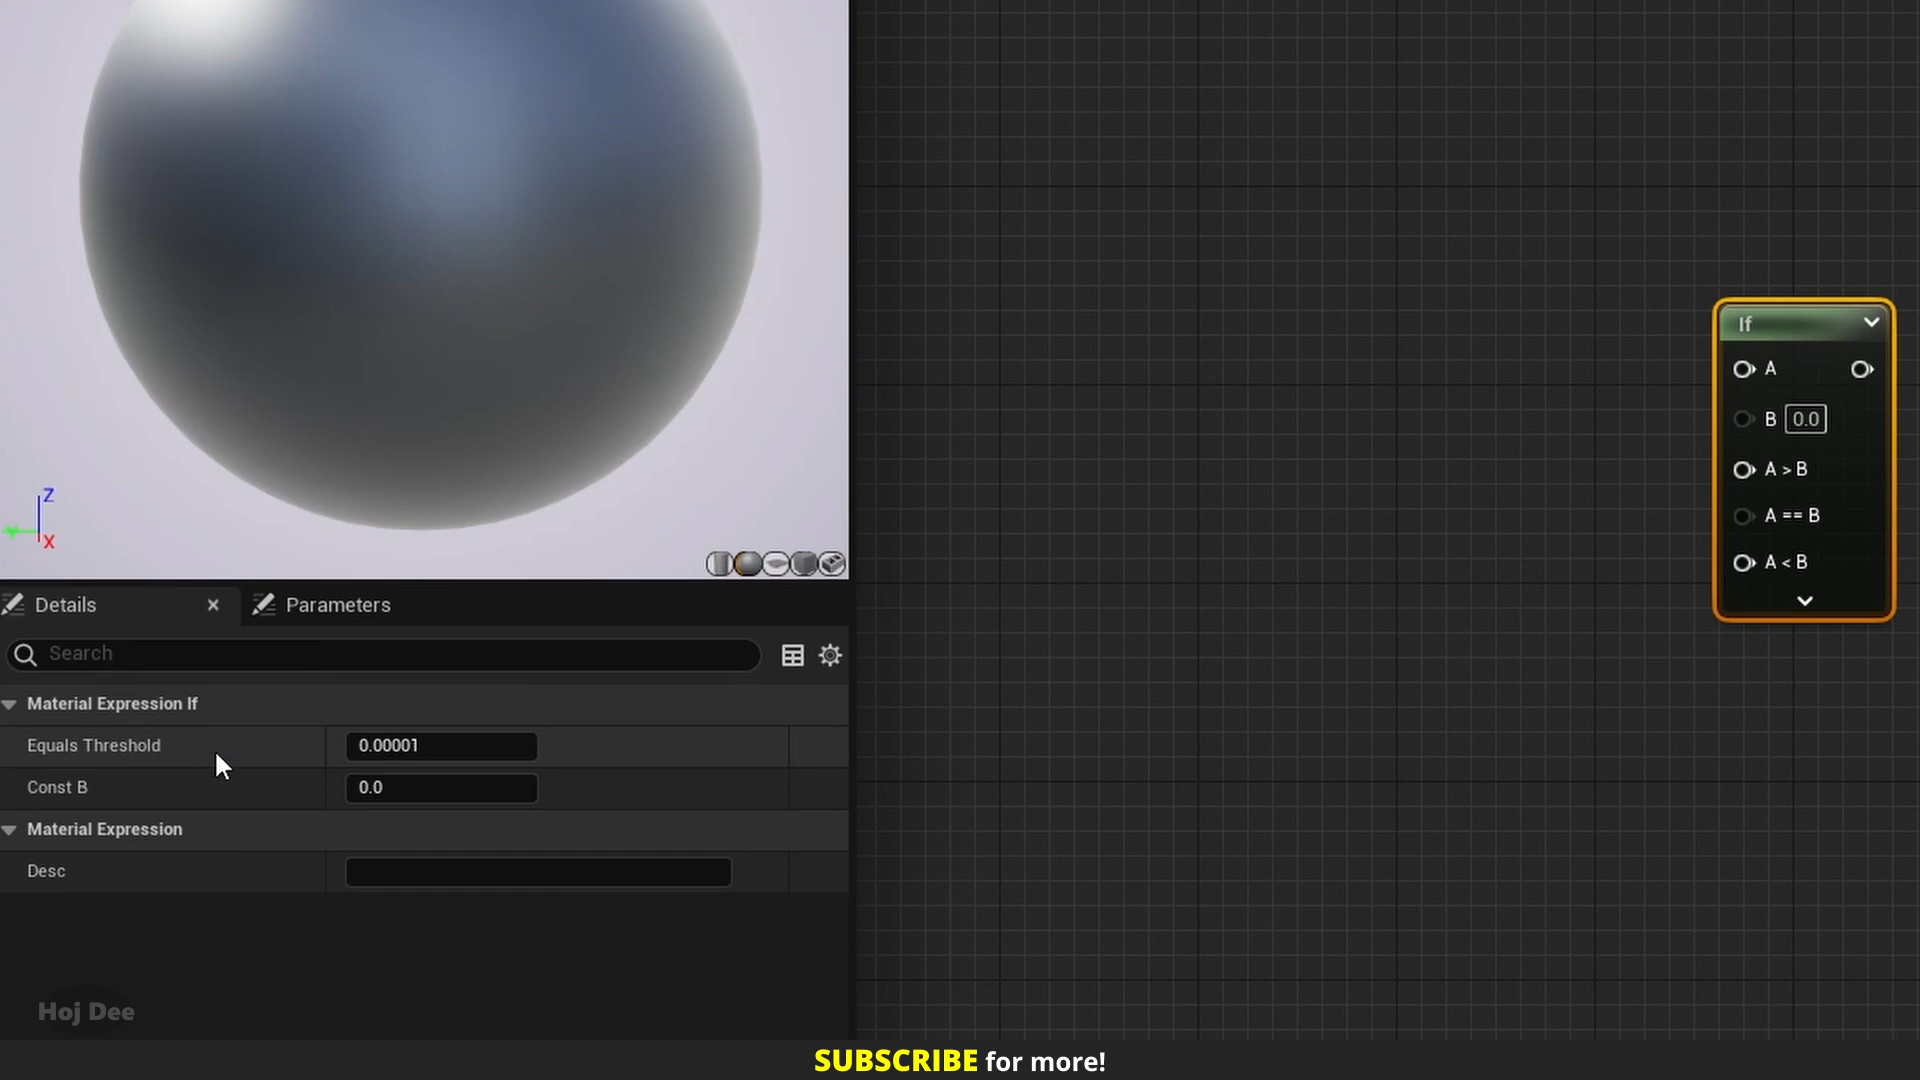 If
A
B 0.0
A > B
A == B
A < B
Z
Y
X
Details
Parameters
Search
Material Expression If
Equals Threshold 0.00001
Const B 0.0
Material Expression
Desc
Hoj Dee
SUBSCRIBE for more!